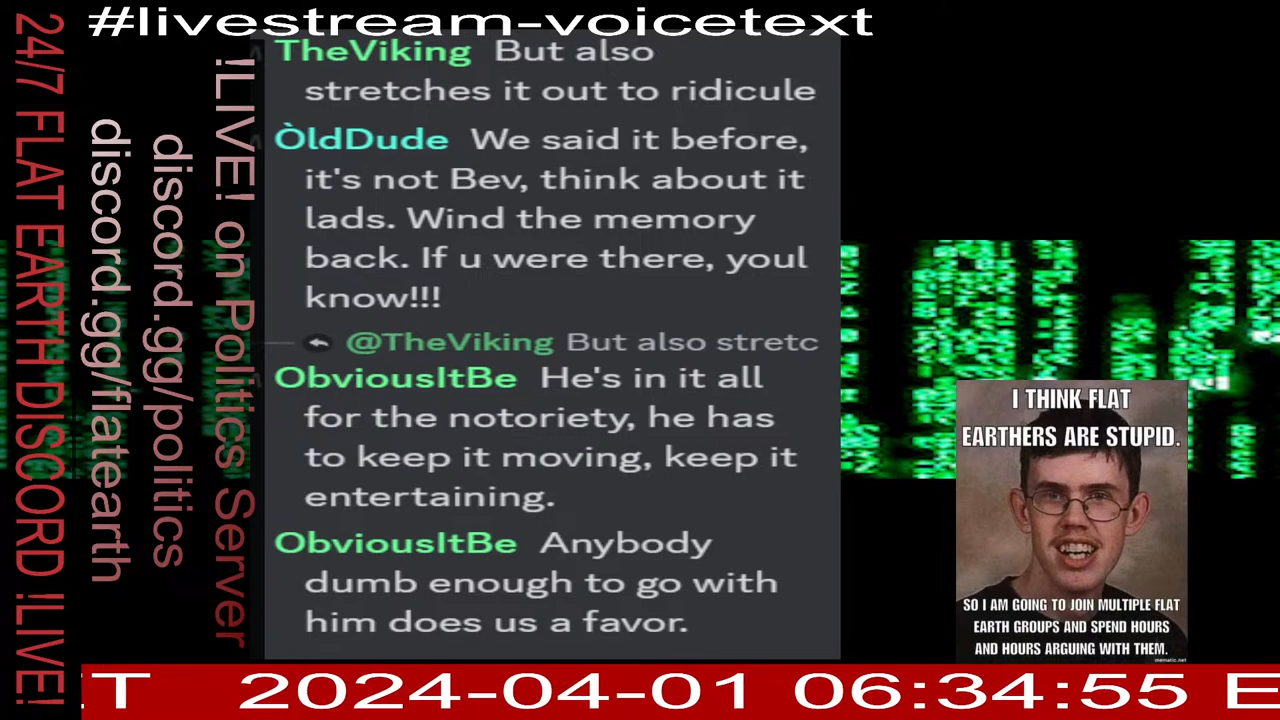 #livestream-voicetext
24/7 FLAT EARTH DISCORD !LIVE!
discord.gg/flatearth
discord.gg/politics
!LIVE! on Politics Server
TheViking But also
stretches it out to ridicule
ÒldDude We said it before,
it's not Bev, think about it
lads. Wind the memory
back. If u were there, youl
know!!!
@TheViking But also stretc
ObviousItBe He's in it all
for the notoriety, he has
to keep it moving, keep it
entertaining.
ObviousItBe Anybody
dumb enough to go with
him does us a favor.
I THINK FLAT
EARTHERS ARE STUPID.
SO I AM GOING TO JOIN MULTIPLE FLAT
EARTH GROUPS AND SPEND HOURS
AND HOURS ARGUING WITH THEM.
mematic.net
T 2024-04-01 06:34:55 E